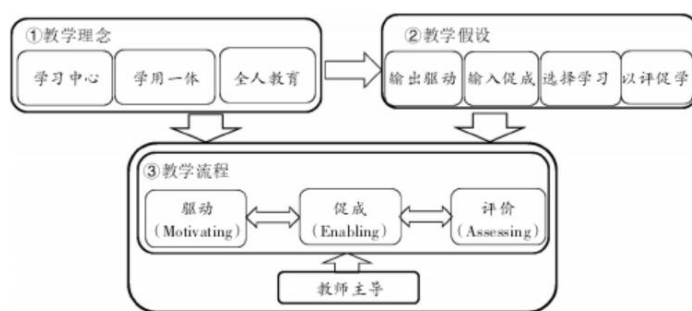 ①教学理念
学习中心
学用一体
全人教育
②教学假设
输出驱动
输入促成
选择学习
以评促学
③教学流程
驱动
(Motivating)
促成
(Enabling)
评价
(Assessing)
教师主导